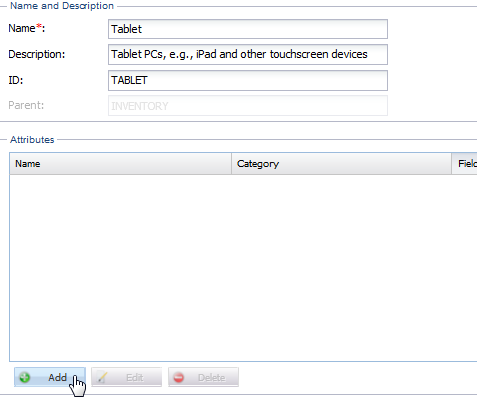 Name and Description
Name*: Tablet
Description: Tablet PCs, e.g., iPad and other touchscreen devices
ID: TABLET
Parent: INVENTORY
Attributes
Name Category Field
Add Edit Delete